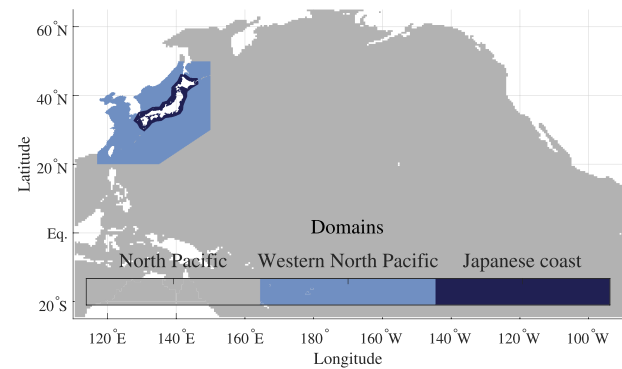 60°N
40°N
20°N
Eq.
20°S
Latitude
Domains
North Pacific Western North Pacific Japanese coast
120°E 140°E 160°E 180° 160°W 140°W 120°W 100°W
Longitude